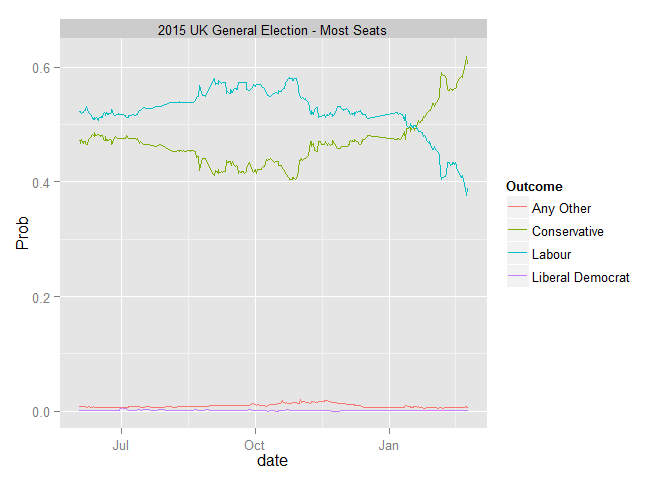 2015 UK General Election - Most Seats
0.6
0.4
0.2
0.0
Prob
Jul
Oct
Jan
date
Outcome
Any Other
Conservative
Labour
Liberal Democrat